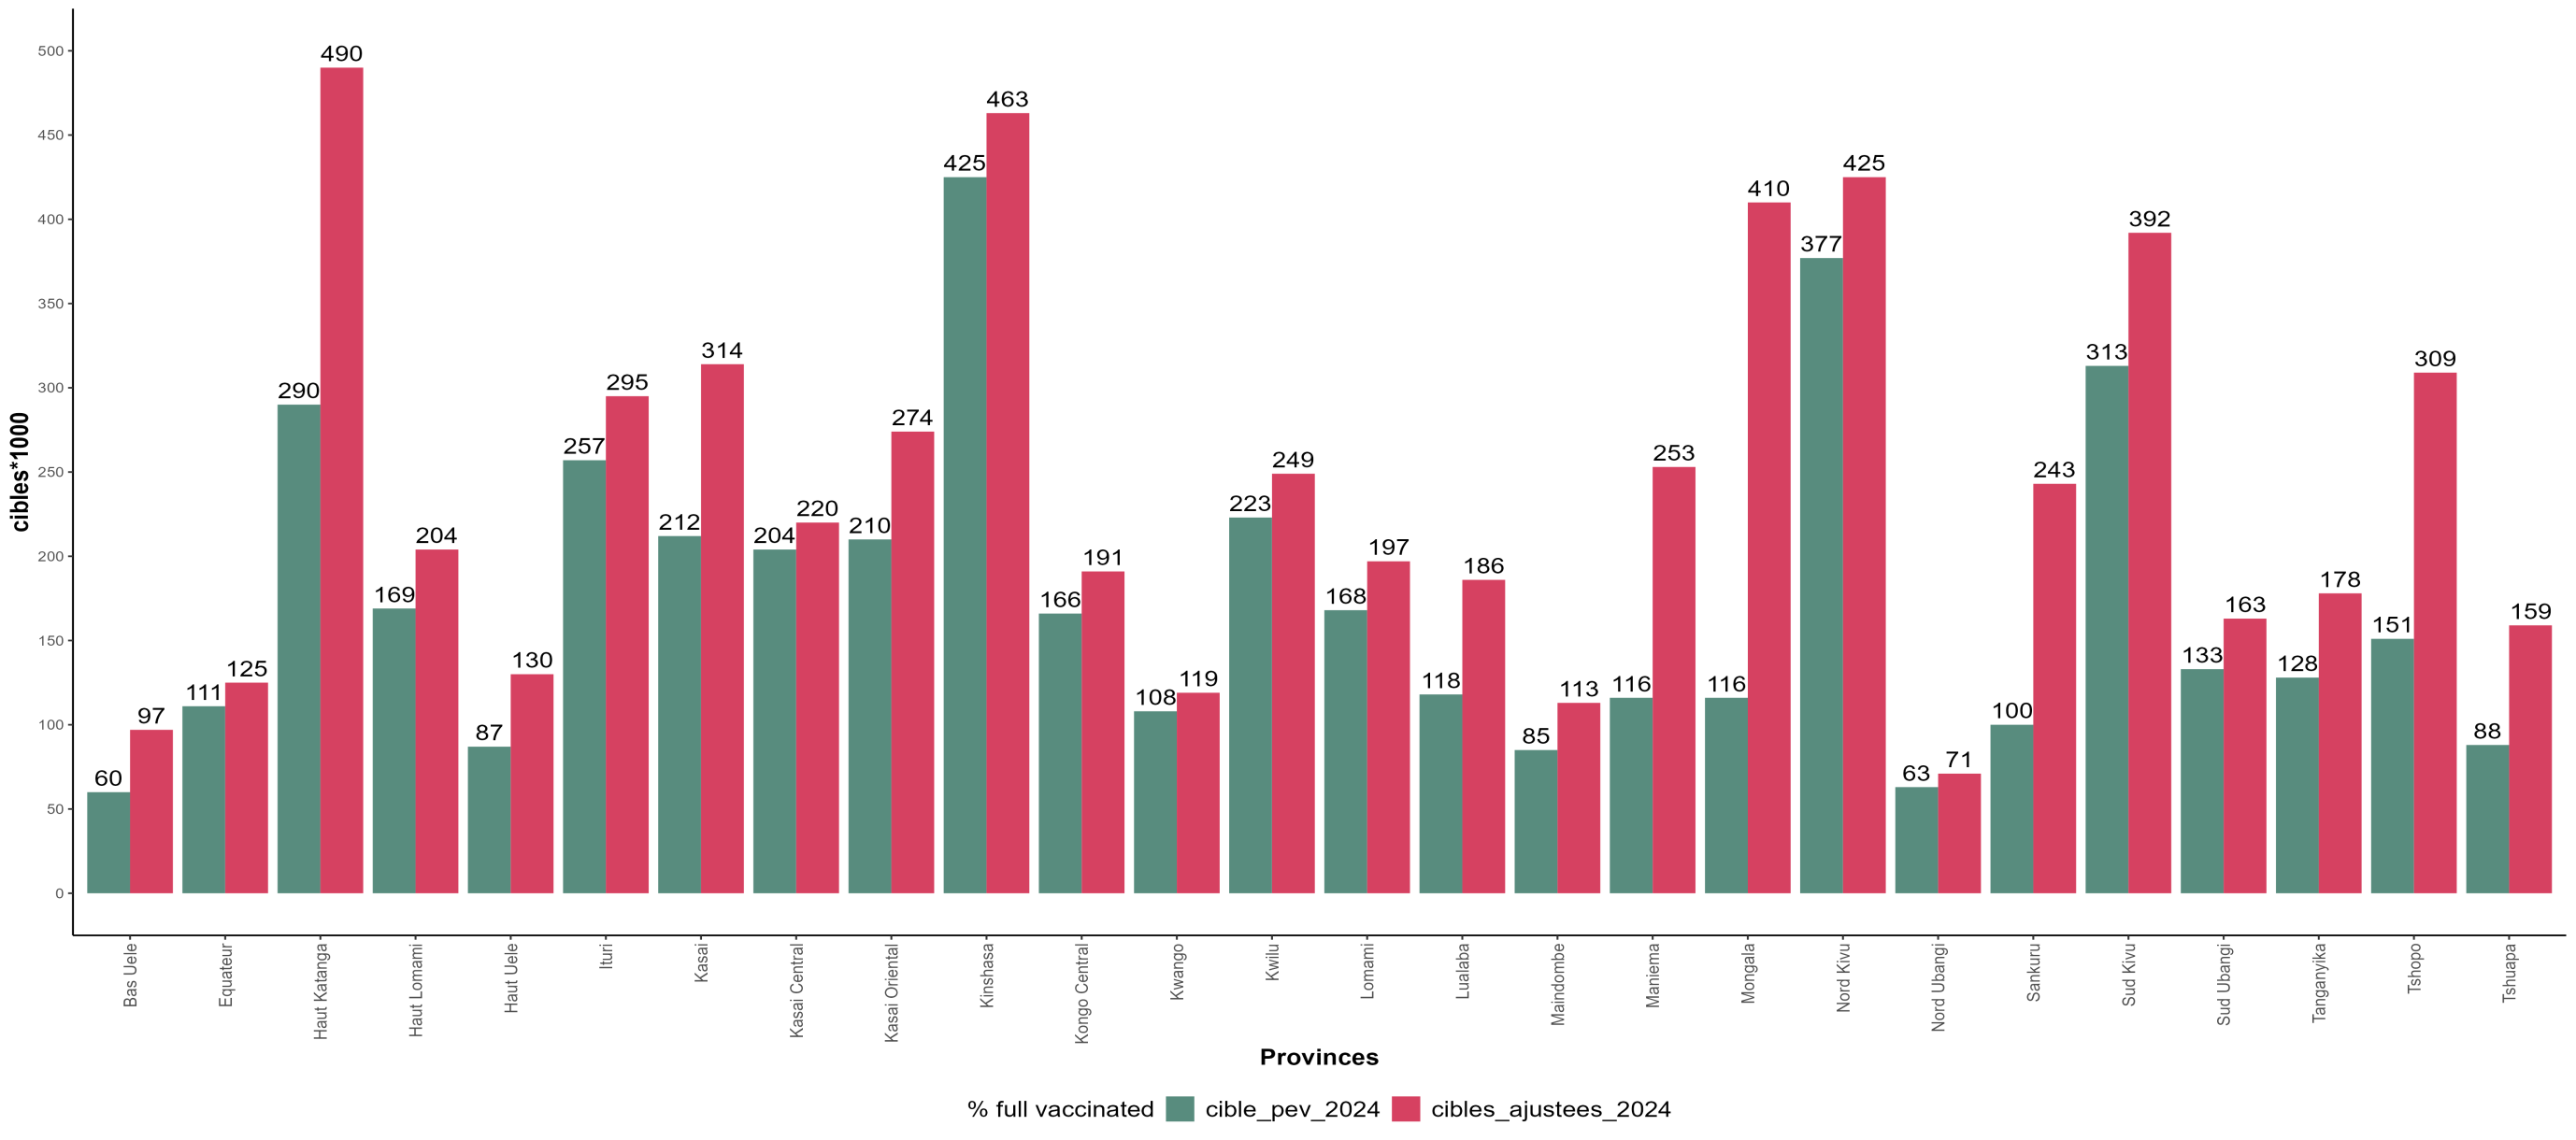 cibles*1000
500
450
400
350
300
250
200
150
100
50
0
60 97
111 125
290 490
169 204
87 130
257 295
212 314
204 220
210 274
425 463
166 191
108 119
223 249
168 197
118 186
85 113
116 253
116 410
377 425
63 71
100 243
313 392
133 163
128 178
151 309
88 159
Bas Uele
Equateur
Haut Katanga
Haut Lomami
Haut Uele
Ituri
Kasai
Kasai Central
Kasai Oriental
Kinshasa
Kongo Central
Kwango
Kwilu
Lomami
Lualaba
Maindombe
Maniema
Mongala
Nord Kivu
Nord Ubangi
Sankuru
Sud Kivu
Sud Ubangi
Tanganyika
Tshopo
Tshuapa
Provinces
% full vaccinated cible_pev_2024 cibles_ajustees_2024